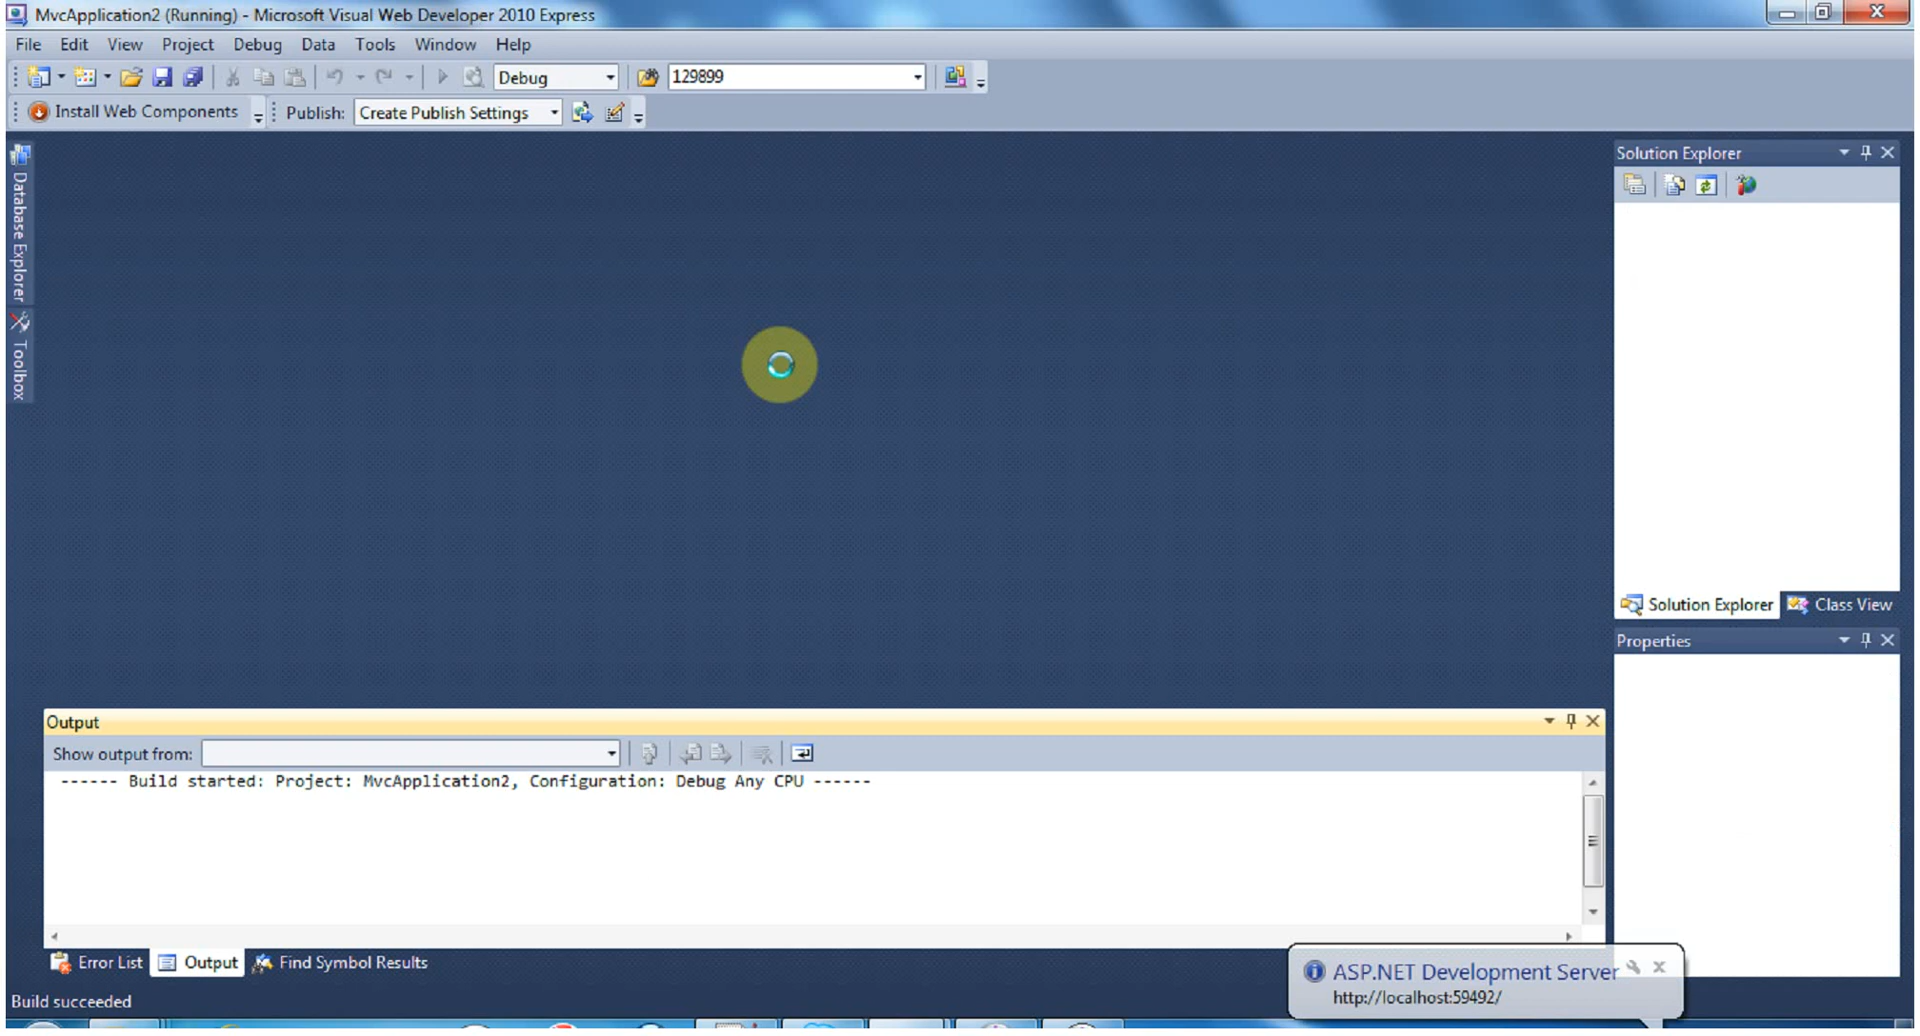 MvcApplication2 (Running) - Microsoft Visual Web Developer 2010 Express
File Edit View Project Debug Data Tools Window Help
Debug 129899
Install Web Components Publish: Create Publish Settings
Database Explorer
Toolbox
Solution Explorer
Solution Explorer Class View
Properties
Output
Show output from:
------ Build started: Project: MvcApplication2, Configuration: Debug Any CPU ------
Error List Output Find Symbol Results
ASP.NET Development Server
http://localhost:59492/
Build succeeded